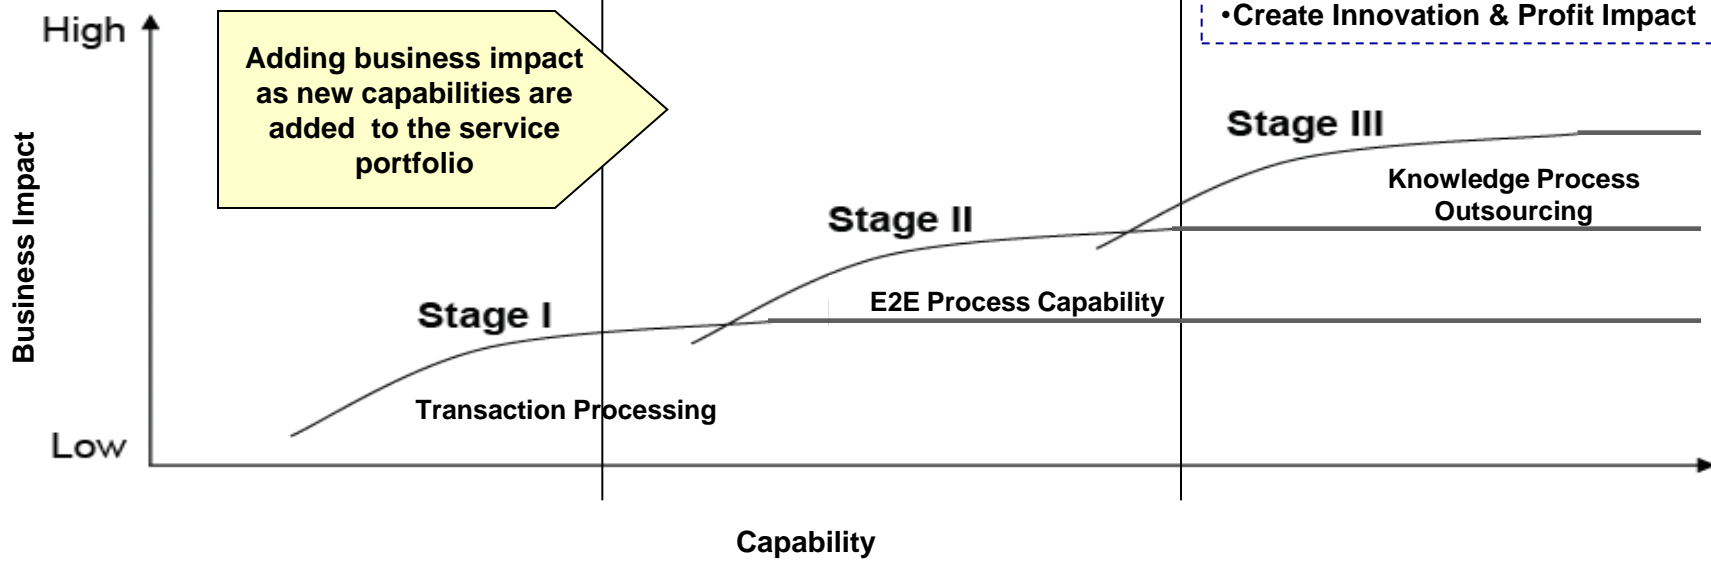 •Create Innovation & Profit Impact
High
Adding business impact
as new capabilities are
added  to the service
portfolio
Stage III
Knowledge Process
Outsourcing
Stage II
E2E Process Capability
Stage I
Transaction Processing
Business Impact
Low
Capability